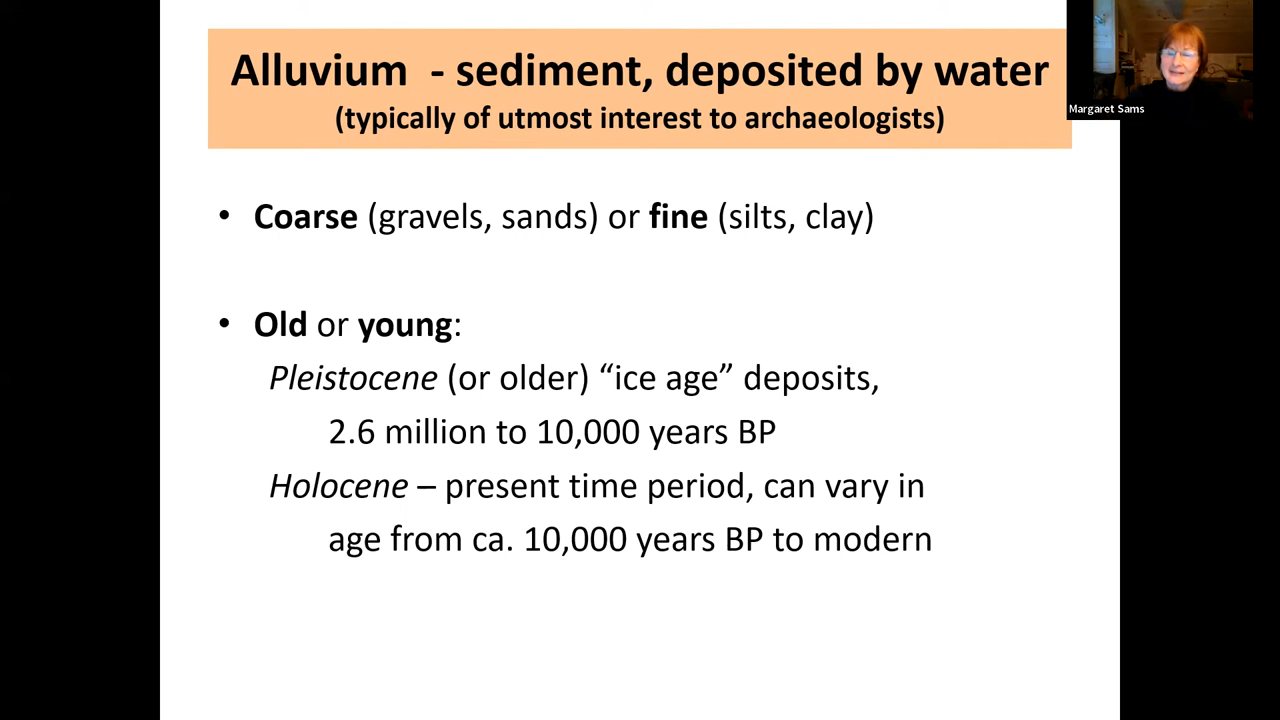 Alluvium - sediment, deposited by water
(typically of utmost interest to archaeologists)
Margaret Sams
• Coarse (gravels, sands) or fine (silts, clay)
• Old or young:
Pleistocene (or older) “ice age” deposits,
2.6 million to 10,000 years BP
Holocene – present time period, can vary in
age from ca. 10,000 years BP to modern